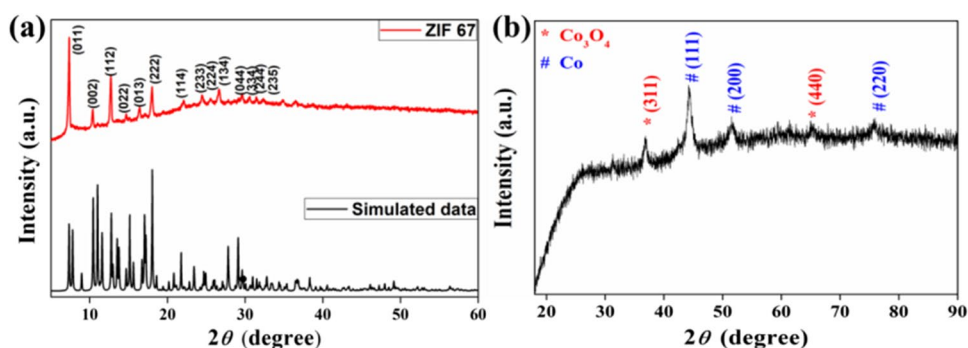 (a)
ZIF 67
(011)
(002)
(112)
(022)
(013)
(222)
(114)
(233)
(224)
(134)
(044)
(334)
(244)
(235)
Simulated data
Intensity (a.u.)
10 20 30 40 50 60
2θ (degree)
(b)
* Co₃O₄
# Co
* (311)
# (111)
# (200)
* (440)
# (220)
Intensity (a.u.)
20 30 40 50 60 70 80 90
2θ (degree)